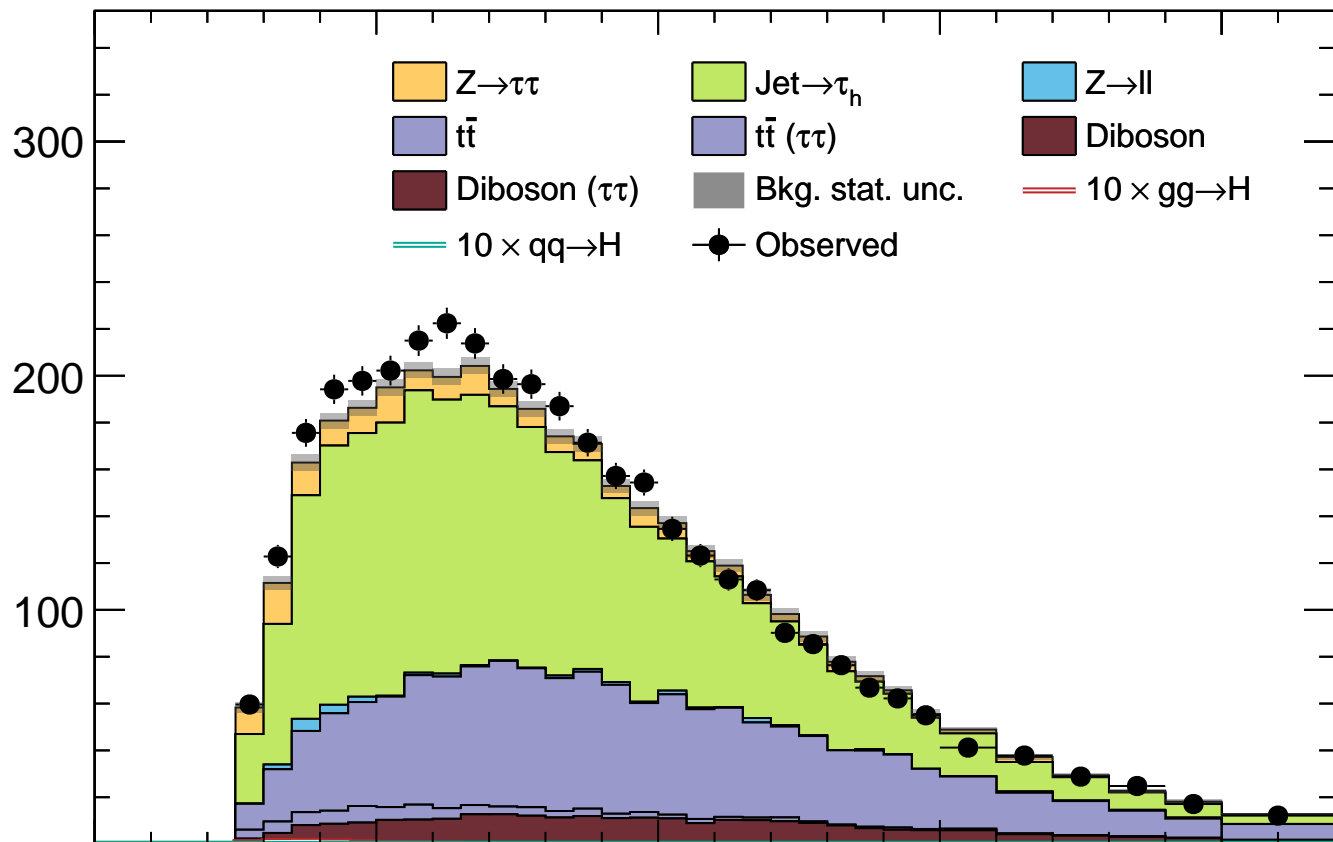 Z→ττ Jet→τₕ Z→ll
tt̄ tt̄ (ττ) Diboson
300
Diboson (ττ) Bkg. stat. unc. 10 × gg→H
10 × qq→H Observed
200
100